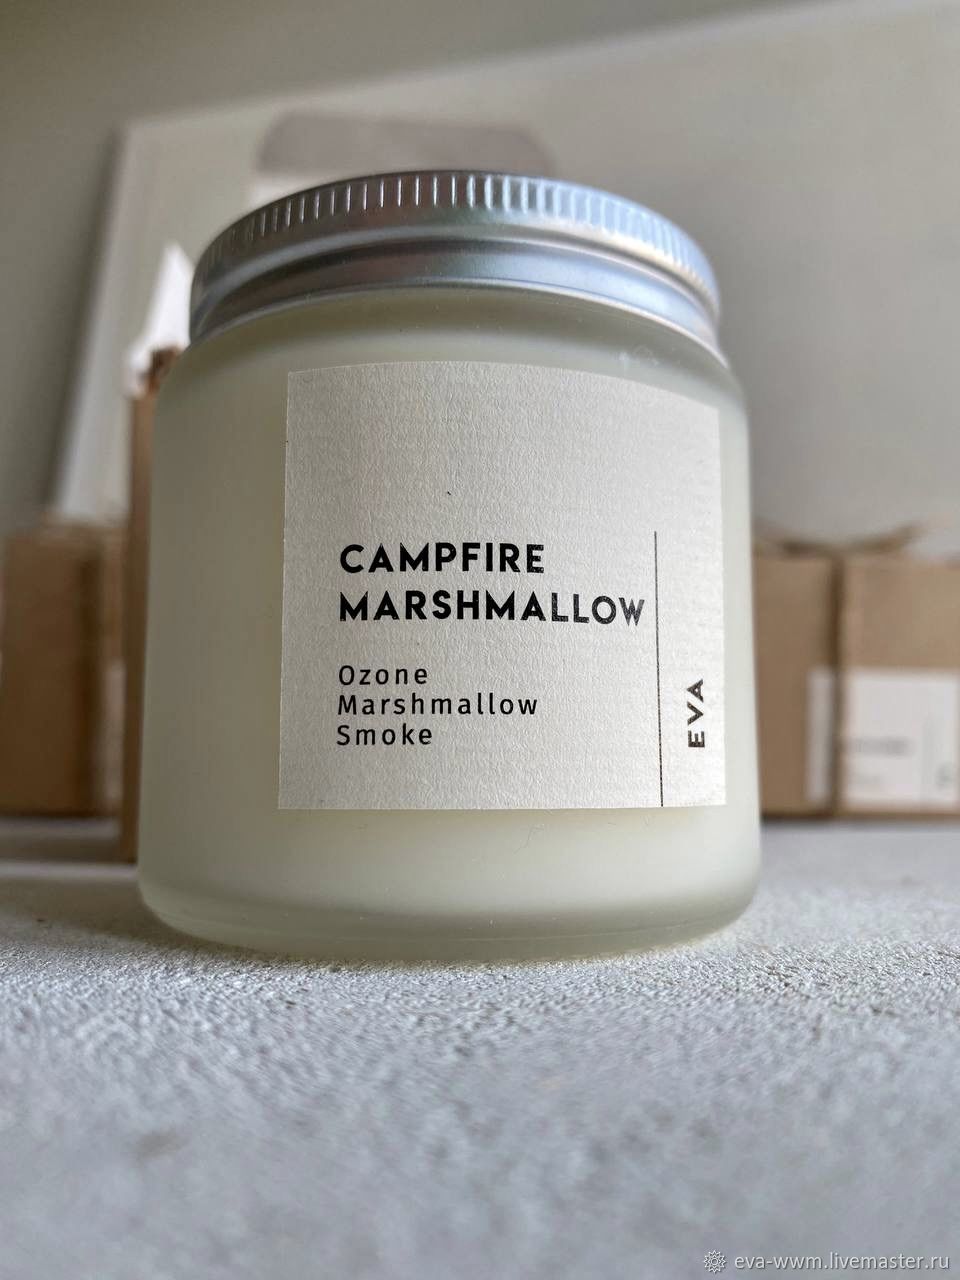 CAMPFIRE
MARSHMALLOW
Ozone
Marshmallow
Smoke
EVA
eva-wwm.livemaster.ru